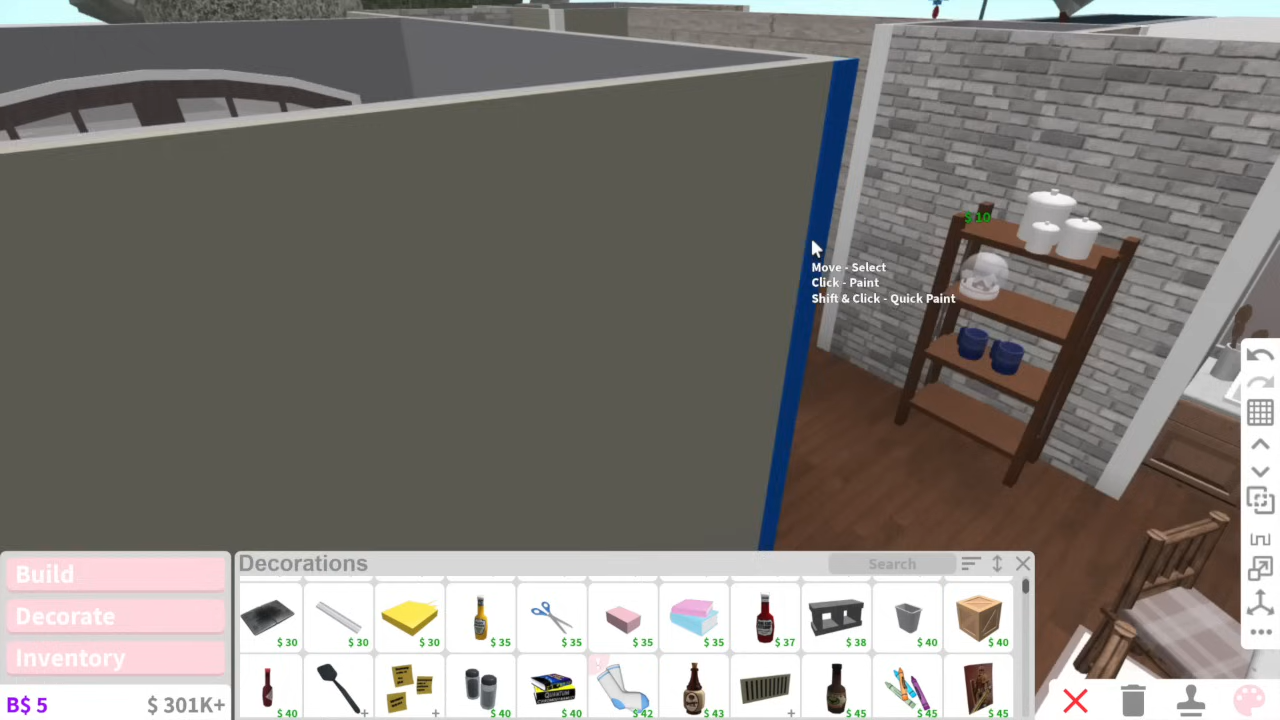 $ 10
Move - Select
Click - Paint
Shift & Click - Quick Paint
Build
Decorate
Inventory
B$ 5
$ 301K+
Decorations
Search
$ 30
$ 30
$ 30
$ 35
$ 35
$ 35
$ 35
$ 37
$ 38
$ 40
$ 40
$ 40
+
+
$ 40
$ 40
$ 42
$ 43
+
$ 45
$ 45
$ 45